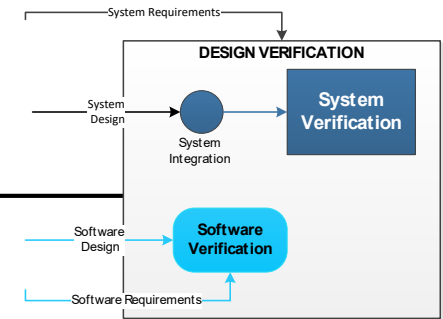 System Requirements
DESIGN VERIFICATION
System
Design
System
Verification
System
Integration
Software
Design
Software
Verification
Software Requirements